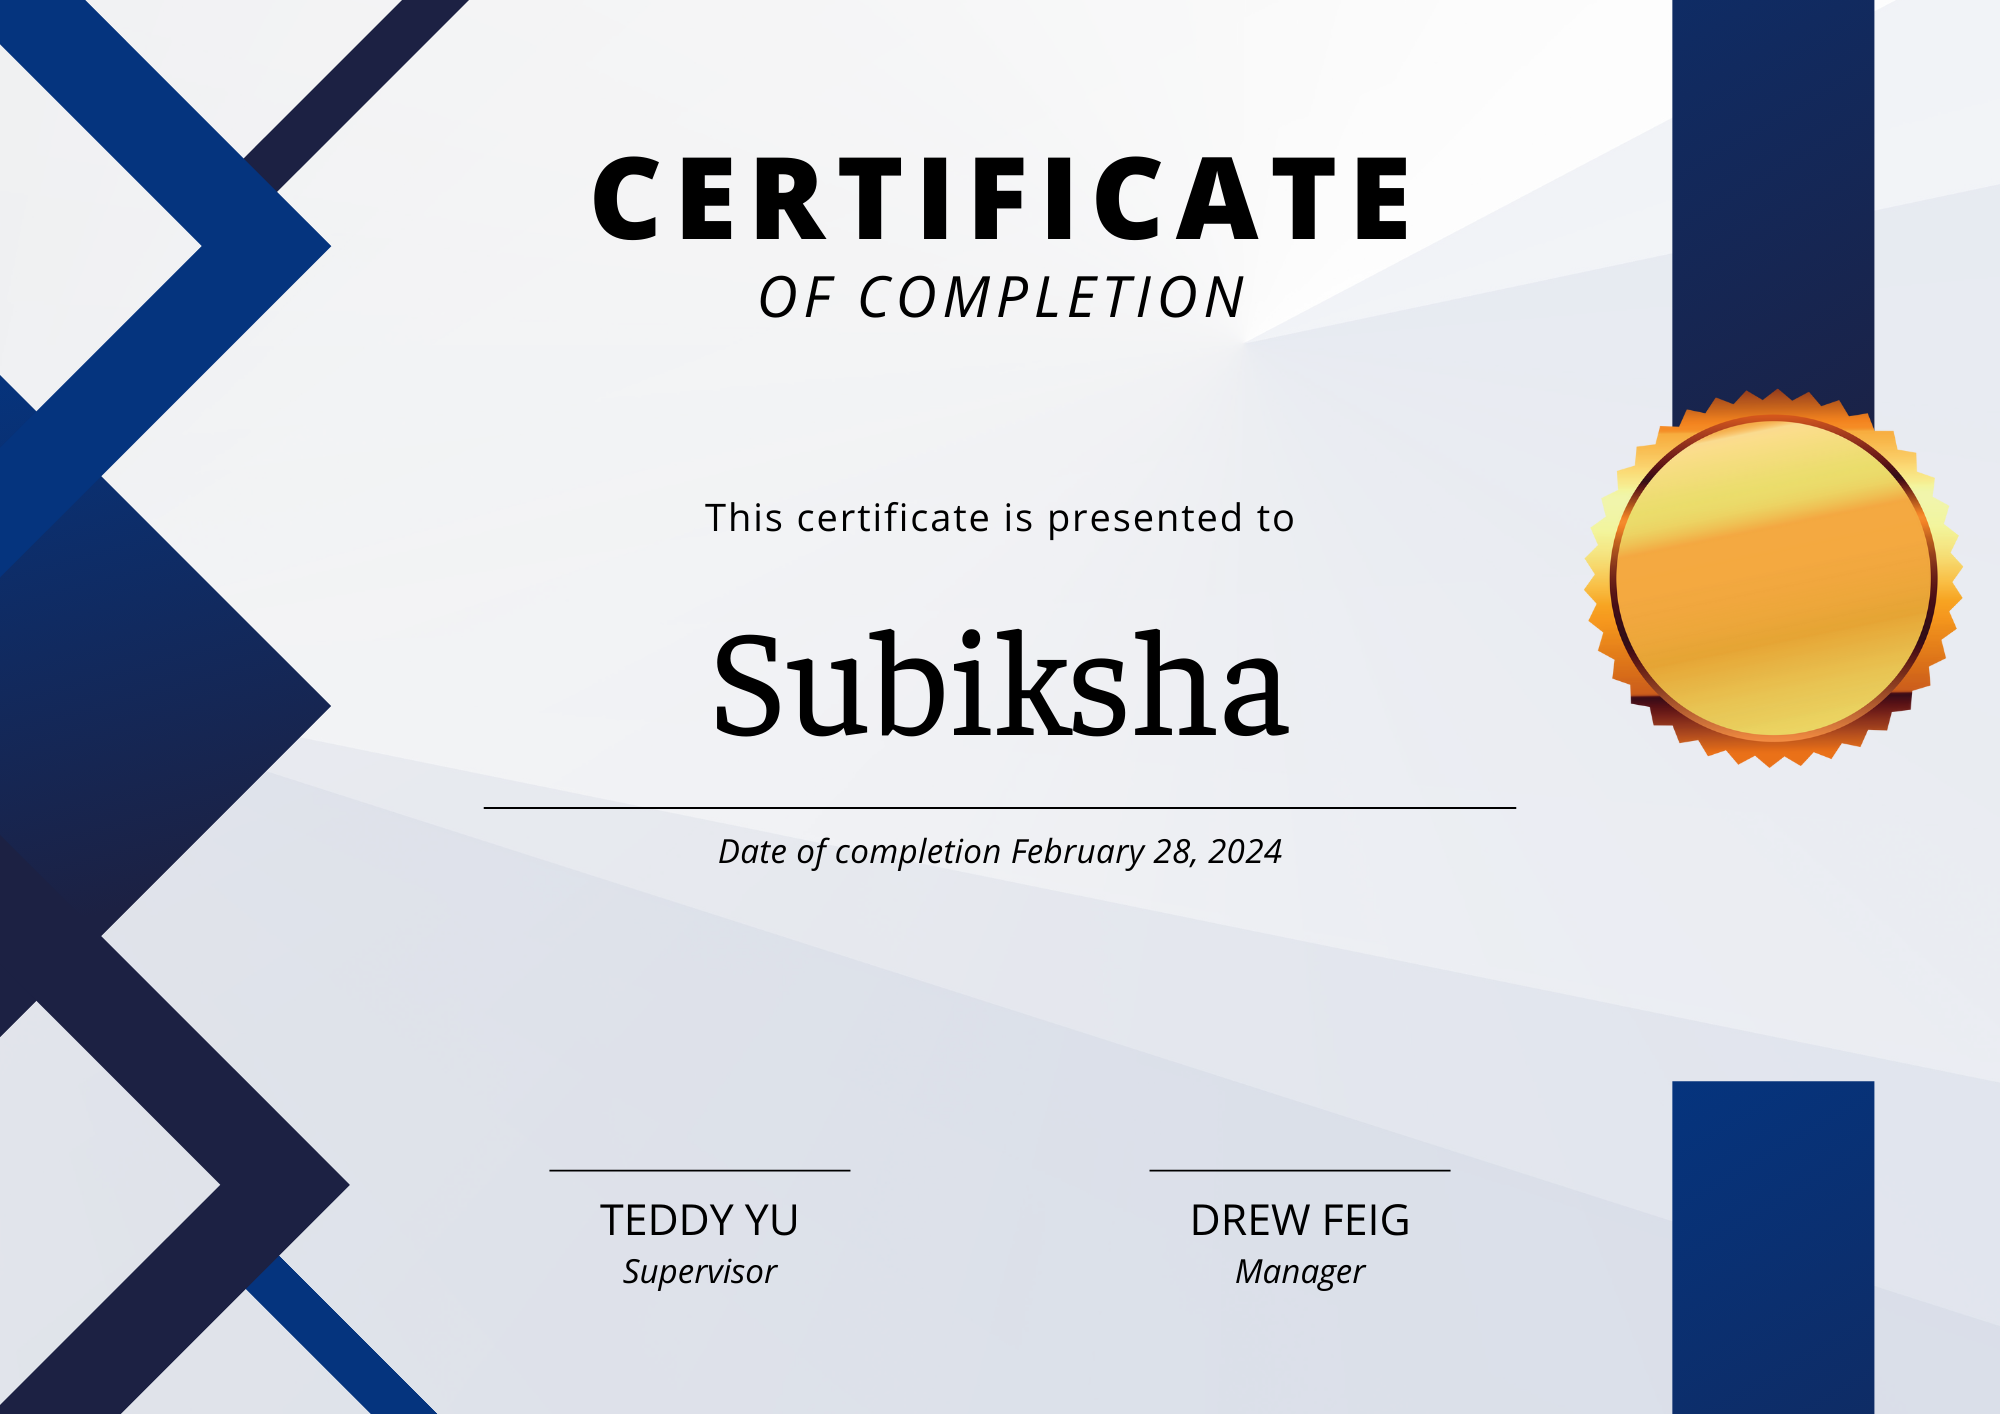 CERTIFICATE
OF COMPLETION
This certificate is presented to
Subiksha
Date of completion February 28, 2024
TEDDY YU
Supervisor
DREW FEIG
Manager